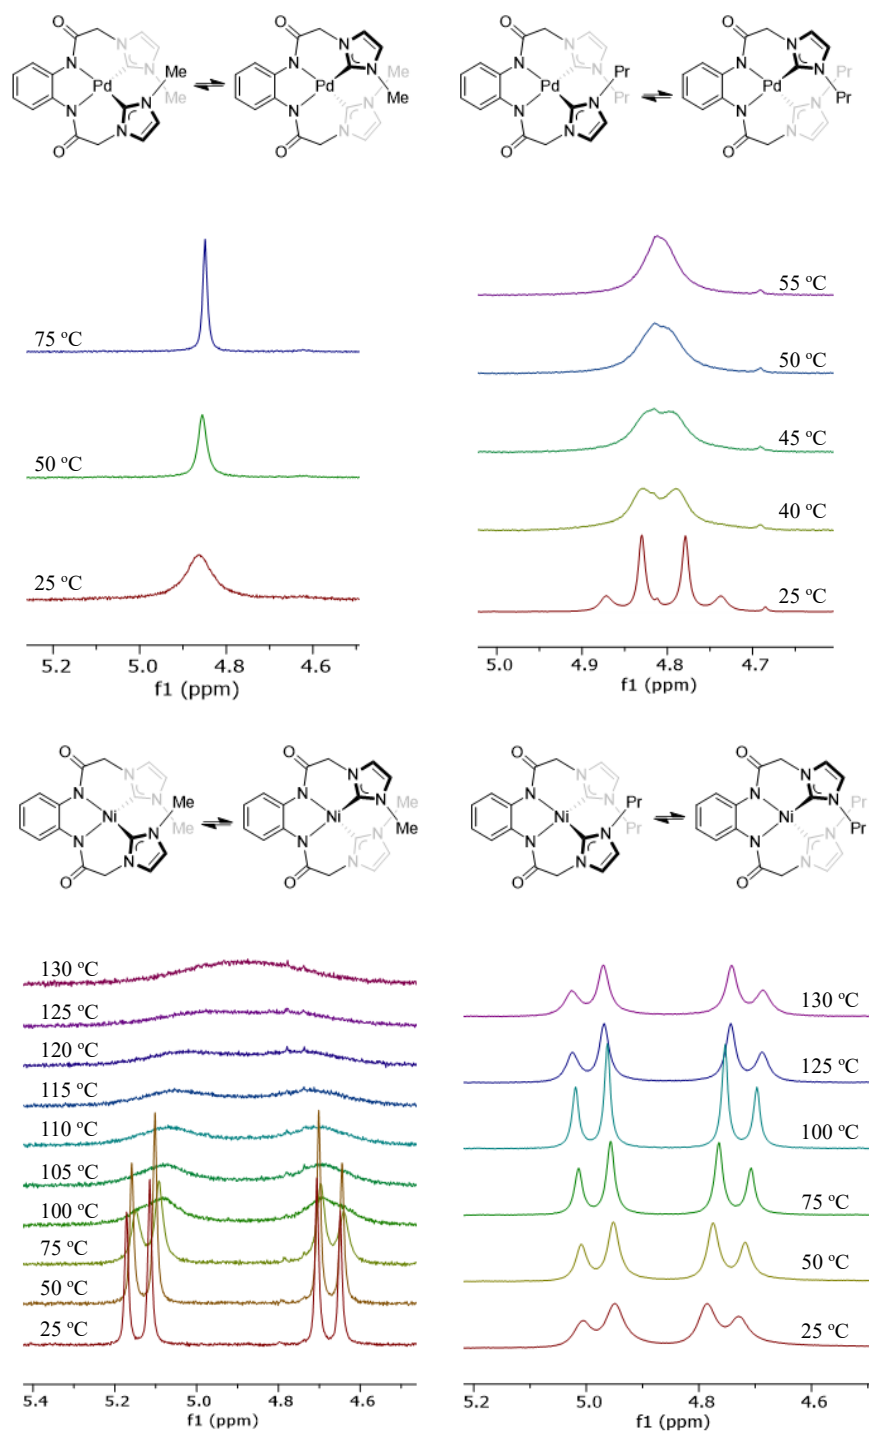 O
N
N
Me
N
Pd
Me
N
N
N
O
O
N
N
Me
N
Pd
Me
N
N
N
O
O
N
N
Pr
N
Pd
Pr
N
N
N
O
O
N
N
Pr
N
Pd
Pr
N
N
N
O
75 ºC
50 ºC
25 ºC
5.2 5.0 4.8 4.6
f1 (ppm)
55 ºC
50 ºC
45 ºC
40 ºC
25 ºC
5.0 4.9 4.8 4.7
f1 (ppm)
O
N
N
Me
N
Ni
Me
N
N
N
O
O
N
N
Me
N
Ni
Me
N
N
N
O
O
N
N
Pr
N
Ni
Pr
N
N
N
O
O
N
N
Pr
N
Ni
Pr
N
N
N
O
130 ºC
125 ºC
120 ºC
115 ºC
110 ºC
105 ºC
100 ºC
75 ºC
50 ºC
25 ºC
5.4 5.2 5.0 4.8 4.6
f1 (ppm)
130 ºC
125 ºC
100 ºC
75 ºC
50 ºC
25 ºC
5.2 5.0 4.8 4.6
f1 (ppm)